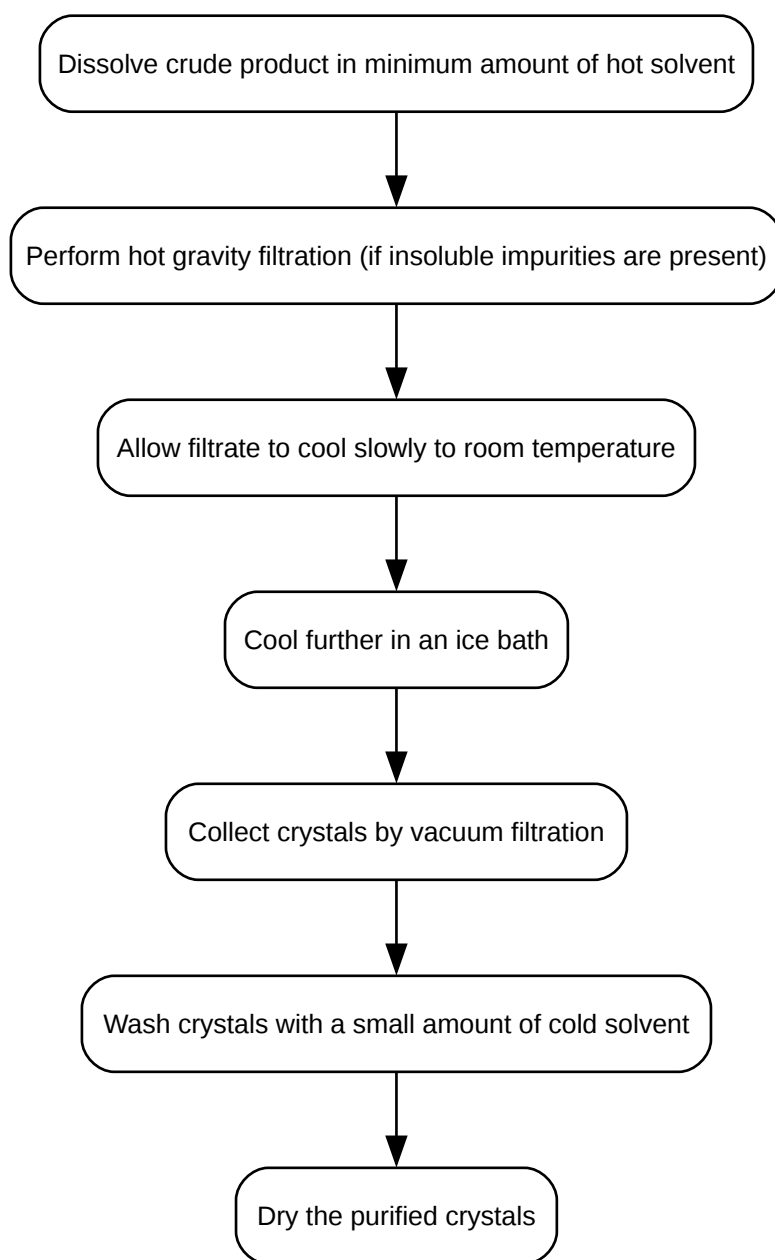 Dissolve crude product in minimum amount of hot solvent
Perform hot gravity filtration (if insoluble impurities are present)
Allow filtrate to cool slowly to room temperature
Cool further in an ice bath
Collect crystals by vacuum filtration
Wash crystals with a small amount of cold solvent
Dry the purified crystals